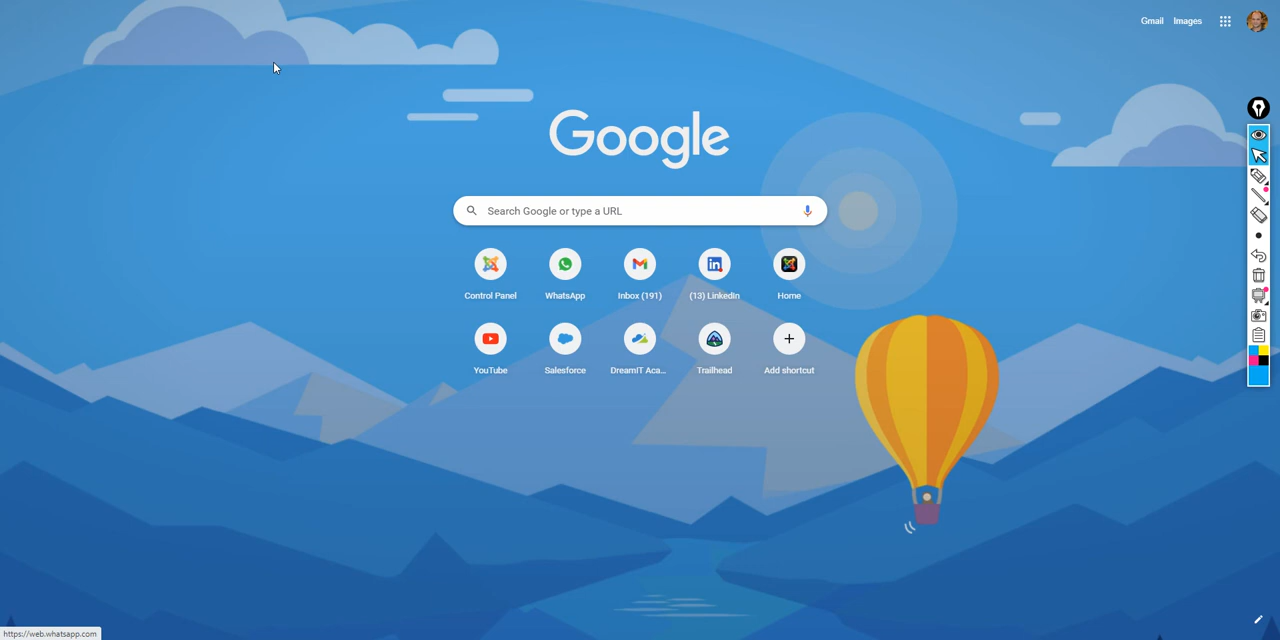 Gmail Images
Google
Search Google or type a URL
Control Panel WhatsApp Inbox (191) (13) LinkedIn Home
YouTube Salesforce DreamIT Aca... Trailhead Add shortcut
https://web.whatsapp.com